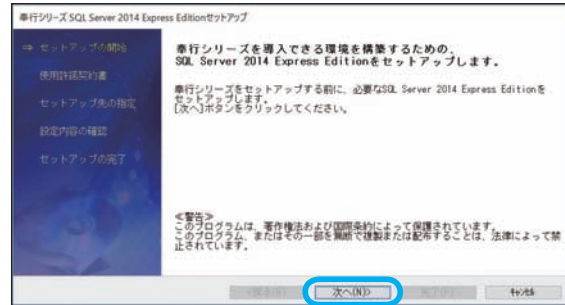 奉行シリーズ SQL Server 2014 Express Editionセットアップ
⇒ セットアップの開始
使用許諾契約書
セットアップ先の指定
設定内容の確認
セットアップの完了
奉行シリーズを導入できる環境を構築するための、
SQL Server 2014 Express Editionをセットアップします。
奉行シリーズをセットアップする前に、必要なSQL Server 2014 Express Editionを
セットアップします。
[次へ]ボタンをクリックしてください。
≪警告≫
このプログラムは、著作権法および国際条約によって保護されています。
このプログラム、またはその一部を無断で複製または配布することは、法律によって禁
止されています。
次へ(N)>
キャンセル